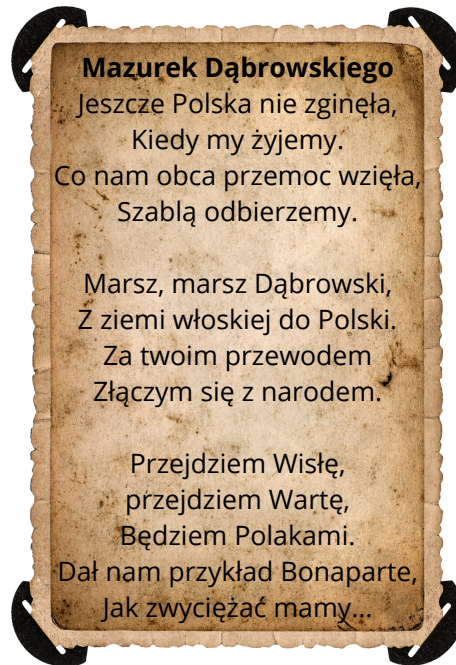 Mazurek Dąbrowskiego
Jeszcze Polska nie zginęła,
Kiedy my żyjemy.
Co nam obca przemoc wzięła,
Szablą odbierzemy.
Marsz, marsz Dąbrowski,
Z ziemi włoskiej do Polski.
Za twoim przewodem
Złączym się z narodem.
Przejdziem Wisłę,
przejdziem Wartę,
Będziem Polakami.
Dał nam przykład Bonaparte,
Jak zwyciężać mamy...